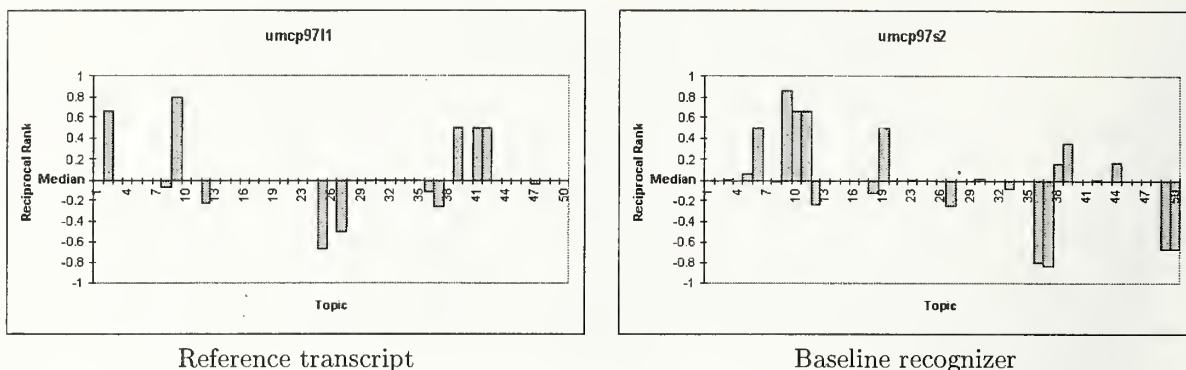 umcp97l1
Reciprocal Rank
1
0.8
0.6
0.4
0.2
Median
-0.2
-0.4
-0.6
-0.8
-1
1 4 7 10 13 16 19 23 26 29 33 35 38 41 44 47 50
Topic
Reference transcript
umcp97s2
Reciprocal Rank
1
0.8
0.6
0.4
0.2
Median
-0.2
-0.4
-0.6
-0.8
-1
1 4 7 10 13 16 19 23 26 29 32 35 38 41 44 47 50
Topic
Baseline recognizer